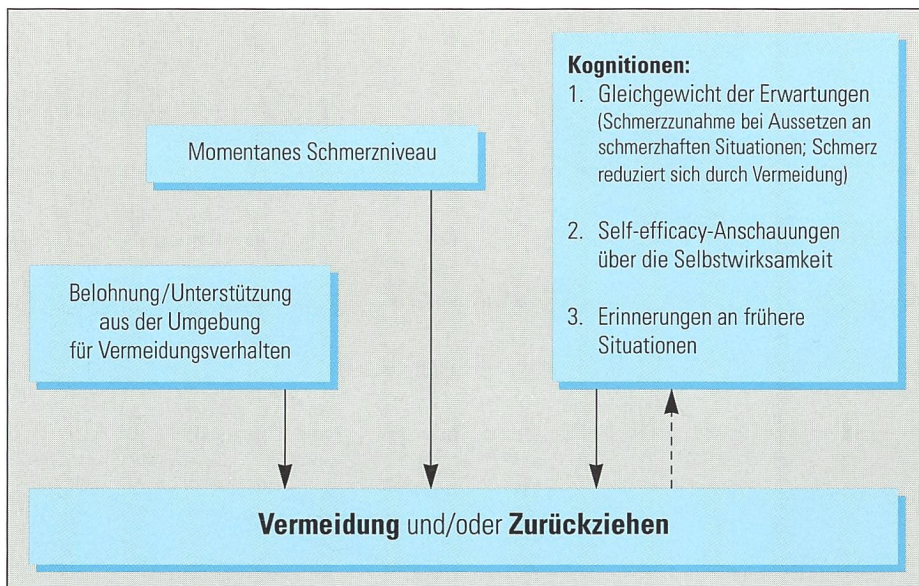 Kognitionen:
1. Gleichgewicht der Erwartungen
(Schmerzzunahme bei Aussetzen an
schmerzhaften Situationen; Schmerz
reduziert sich durch Vermeidung)
2. Self-efficacy-Anschauungen
über die Selbstwirksamkeit
3. Erinnerungen an frühere
Situationen
Momentanes Schmerzniveau
Belohnung/Unterstützung
aus der Umgebung
für Vermeidungsverhalten
Vermeidung und/oder Zurückziehen